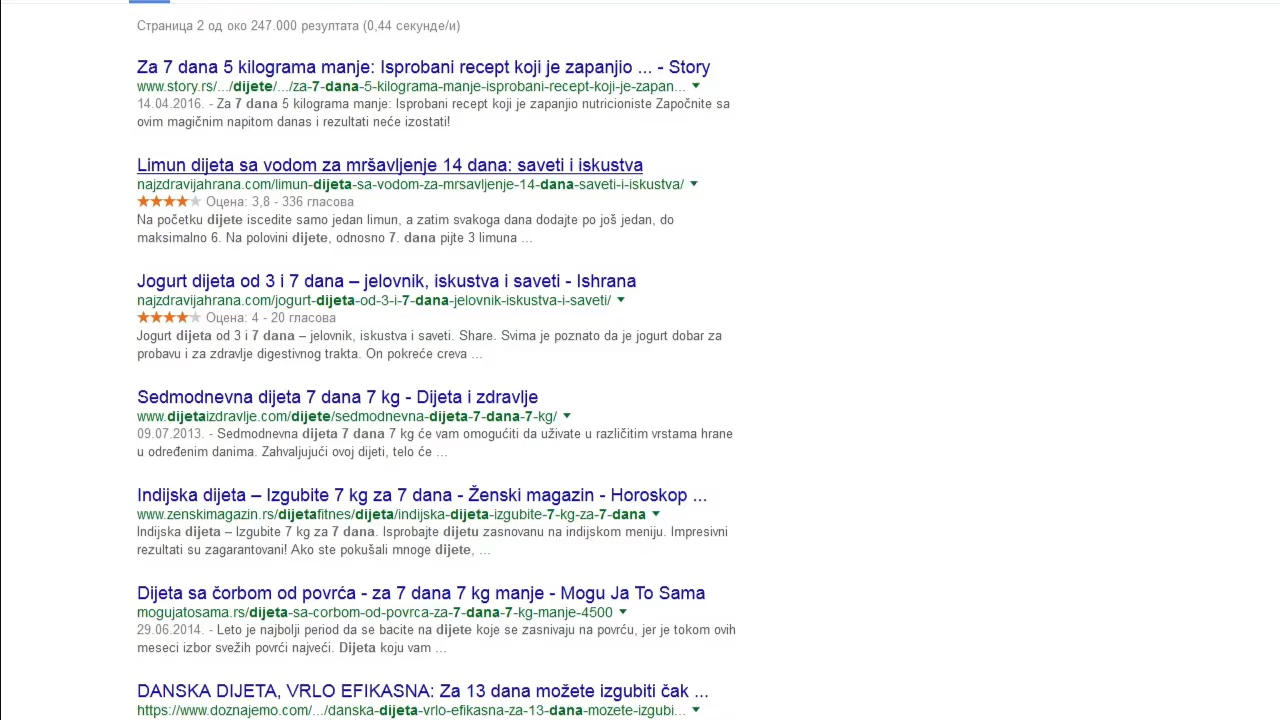 Страница 2 од око 247.000 резултата (0,44 секунде/и)
Za 7 dana 5 kilograma manje: Isprobani recept koji je zapanjio ... - Story
www.story.rs/.../dijete/.../za-7-dana-5-kilograma-manje-isprobani-recept-koji-je-zapan...
14.04.2016. - Za 7 dana 5 kilograma manje: Isprobani recept koji je zapanjio nutricioniste Započnite sa
ovim magičnim napitom danas i rezultati neće izostati!
Limun dijeta sa vodom za mršavljenje 14 dana: saveti i iskustva
najzdravijahrana.com/limun-dijeta-sa-vodom-za-mrsavljenje-14-dana-saveti-i-iskustva/
Оцена: 3,8 - 336 гласова
Na početku dijete iscedite samo jedan limun, a zatim svakoga dana dodajte po još jedan, do
maksimalno 6. Na polovini dijete, odnosno 7. dana pijte 3 limuna ...
Jogurt dijeta od 3 i 7 dana – jelovnik, iskustva i saveti - Ishrana
najzdravijahrana.com/jogurt-dijeta-od-3-i-7-dana-jelovnik-iskustva-i-saveti/
Оцена: 4 - 20 гласова
Jogurt dijeta od 3 i 7 dana – jelovnik, iskustva i saveti. Share. Svima je poznato da je jogurt dobar za
probavu i za zdravlje digestivnog trakta. On pokreće creva ...
Sedmodnevna dijeta 7 dana 7 kg - Dijeta i zdravlje
www.dijetaizdravlje.com/dijete/sedmodnevna-dijeta-7-dana-7-kg/
09.07.2013. - Sedmodnevna dijeta 7 dana 7 kg će vam omogućiti da uživate u različitim vrstama hrane
u određenim danima. Zahvaljujući ovoj dijeti, telo će ...
Indijska dijeta – Izgubite 7 kg za 7 dana - Ženski magazin - Horoskop ...
www.zenskimagazin.rs/dijetafitnes/dijeta/indijska-dijeta-izgubite-7-kg-za-7-dana
Indijska dijeta – Izgubite 7 kg za 7 dana. Isprobajte dijetu zasnovanu na indijskom meniju. Impresivni
rezultati su zagarantovani! Ako ste pokušali mnoge dijete, ...
Dijeta sa čorbom od povrća - za 7 dana 7 kg manje - Mogu Ja To Sama
mogujatosama.rs/dijeta-sa-corbom-od-povrca-za-7-dana-7-kg-manje-4500
29.06.2014. - Leto je najbolji period da se bacite na dijete koje se zasnivaju na povrću, jer je tokom ovih
meseci izbor svežih povrći najveći. Dijeta koju vam ...
DANSKA DIJETA, VRLO EFIKASNA: Za 13 dana možete izgubiti čak ...
https://www.doznajemo.com/.../danska-dijeta-vrlo-efikasna-za-13-dana-mozete-izgubi...